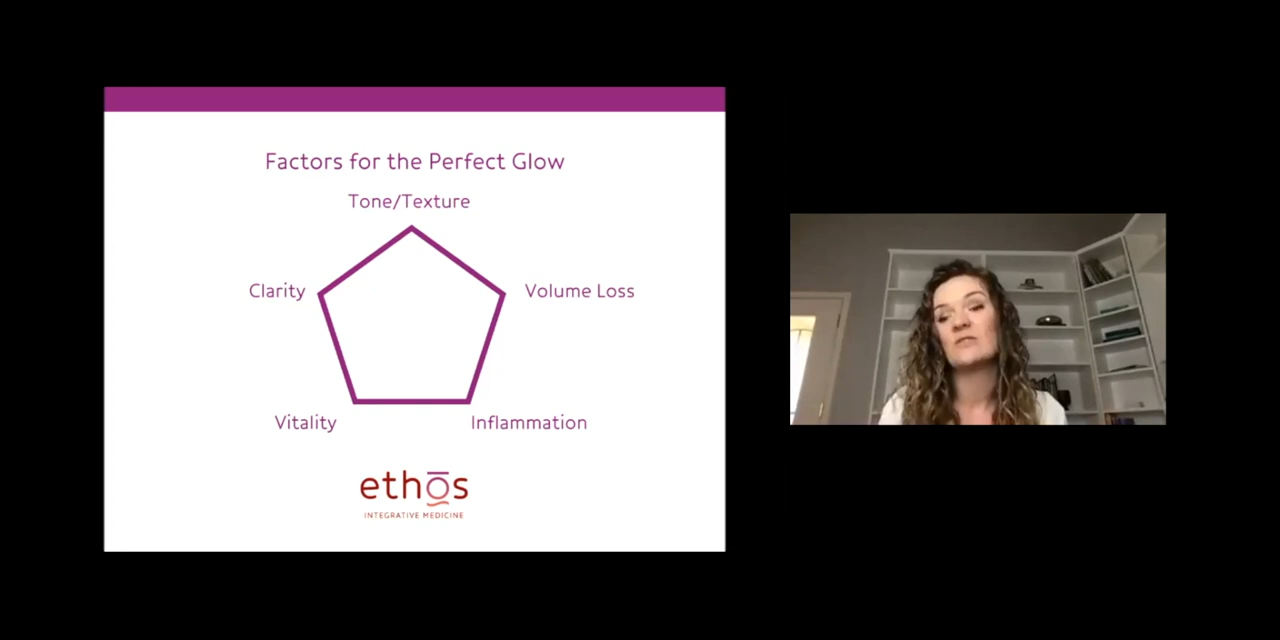 Factors for the Perfect Glow
Tone/Texture
Clarity
Volume Loss
Vitality
Inflammation
ethōs
INTEGRATIVE MEDICINE